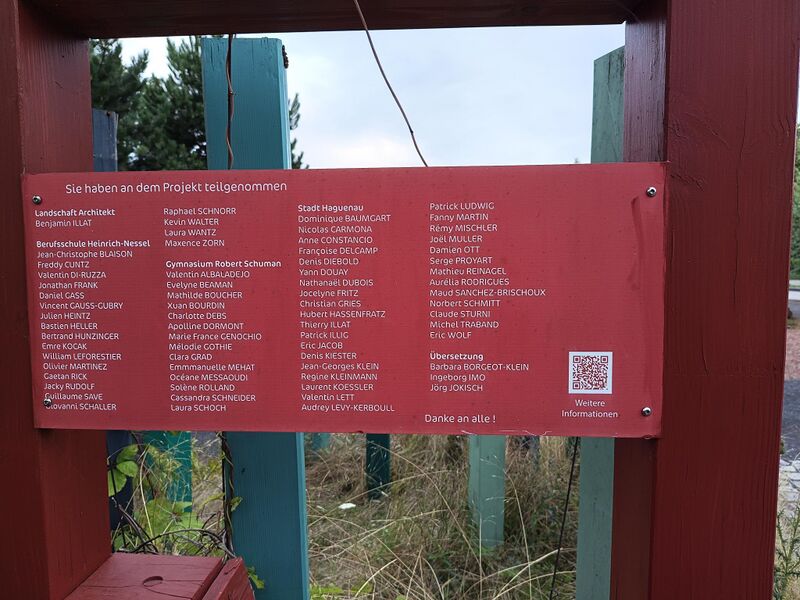 Sie haben an dem Projekt teilgenommen
Landschaft Architekt
Benjamin ILLAT
Berufsschule Heinrich-Nessel
Jean-Christophe BLAISON
Freddy CUNTZ
Valentin DI-RUZZA
Jonathan FRANK
Daniel GASS
Vincent GAUSS-GUBRY
Julien HEINTZ
Bastien HELLER
Bertrand HUNZINGER
Emre KOCAK
William LEFORESTIER
Olivier MARTINEZ
Gaetan RICK
Jacky RUDOLF
Guillaume SAVE
Giovanni SCHALLER
Raphael SCHNORR
Kevin WALTER
Laura WANTZ
Maxence ZORN
Gymnasium Robert Schuman
Valentin ALBALADEJO
Evelyne BEAMAN
Mathilde BOUCHER
Xuan BOURDIN
Charlotte DEBS
Apolline DORMONT
Marie France GENOCHIO
Mélodie GOTHIE
Clara GRAD
Emmmanuelle MEHAT
Océane MESSAOUDI
Solène ROLLAND
Cassandra SCHNEIDER
Laura SCHOCH
Stadt Haguenau
Dominique BAUMGART
Nicolas CARMONA
Anne CONSTANCIO
Françoise DELCAMP
Denis DIEBOLD
Yann DOUAY
Nathanaël DUBOIS
Jocelyne FRITZ
Christian GRIES
Hubert HASSENFRATZ
Thierry ILLAT
Patrick ILLIG
Eric JACOB
Denis KIESTER
Jean-Georges KLEIN
Regine KLEINMANN
Laurent KOESSLER
Valentin LETT
Audrey LEVY-KERBOULL
Patrick LUDWIG
Fanny MARTIN
Rémy MISCHLER
Joël MULLER
Damien OTT
Serge PROYART
Mathieu REINAGEL
Aurélia RODRIGUES
Maud SANCHEZ-BRISCHOUX
Norbert SCHMITT
Claude STURNI
Michel TRABAND
Eric WOLF
Übersetzung
Barbara BORGEOT-KLEIN
Ingeborg IMO
Jörg JOKISCH
Danke an alle !
Weitere
Informationen